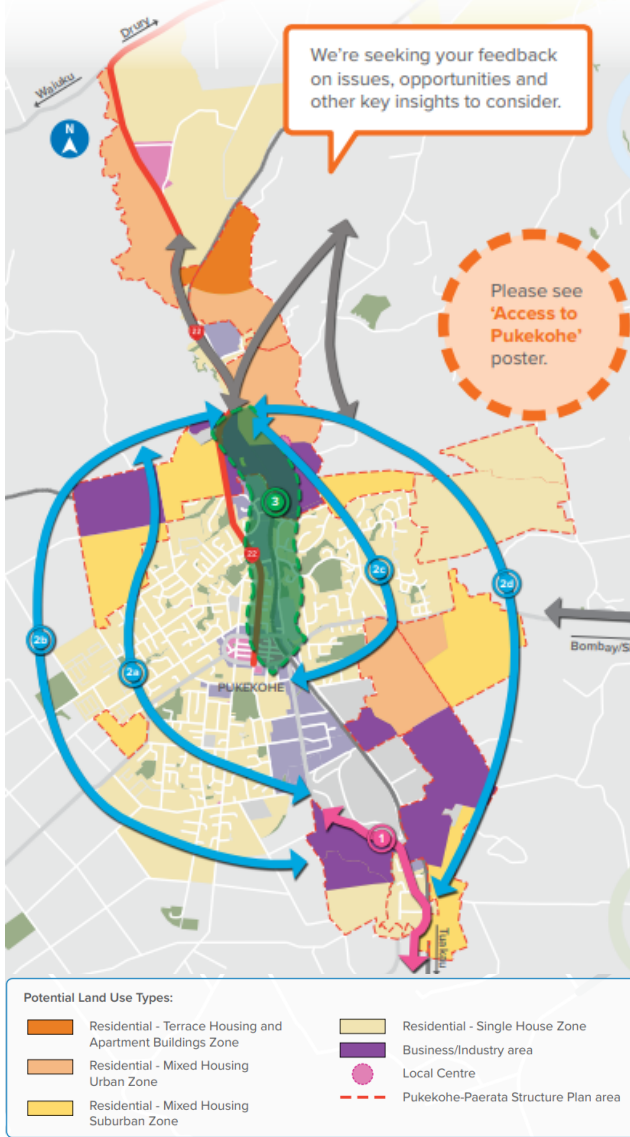 Drury
Waiuku
We're seeking your feedback
on issues, opportunities and
other key insights to consider.
N
Please see
'Access to
Pukekohe'
poster.
22
3
22
2c
2d
2b
2a
Bombay/S
PUKEKOHE
1
Tuakau
Potential Land Use Types:
Residential - Terrace Housing and
Apartment Buildings Zone
Residential - Mixed Housing
Urban Zone
Residential - Mixed Housing
Suburban Zone
Residential - Single House Zone
Business/Industry area
Local Centre
Pukekohe-Paerata Structure Plan area